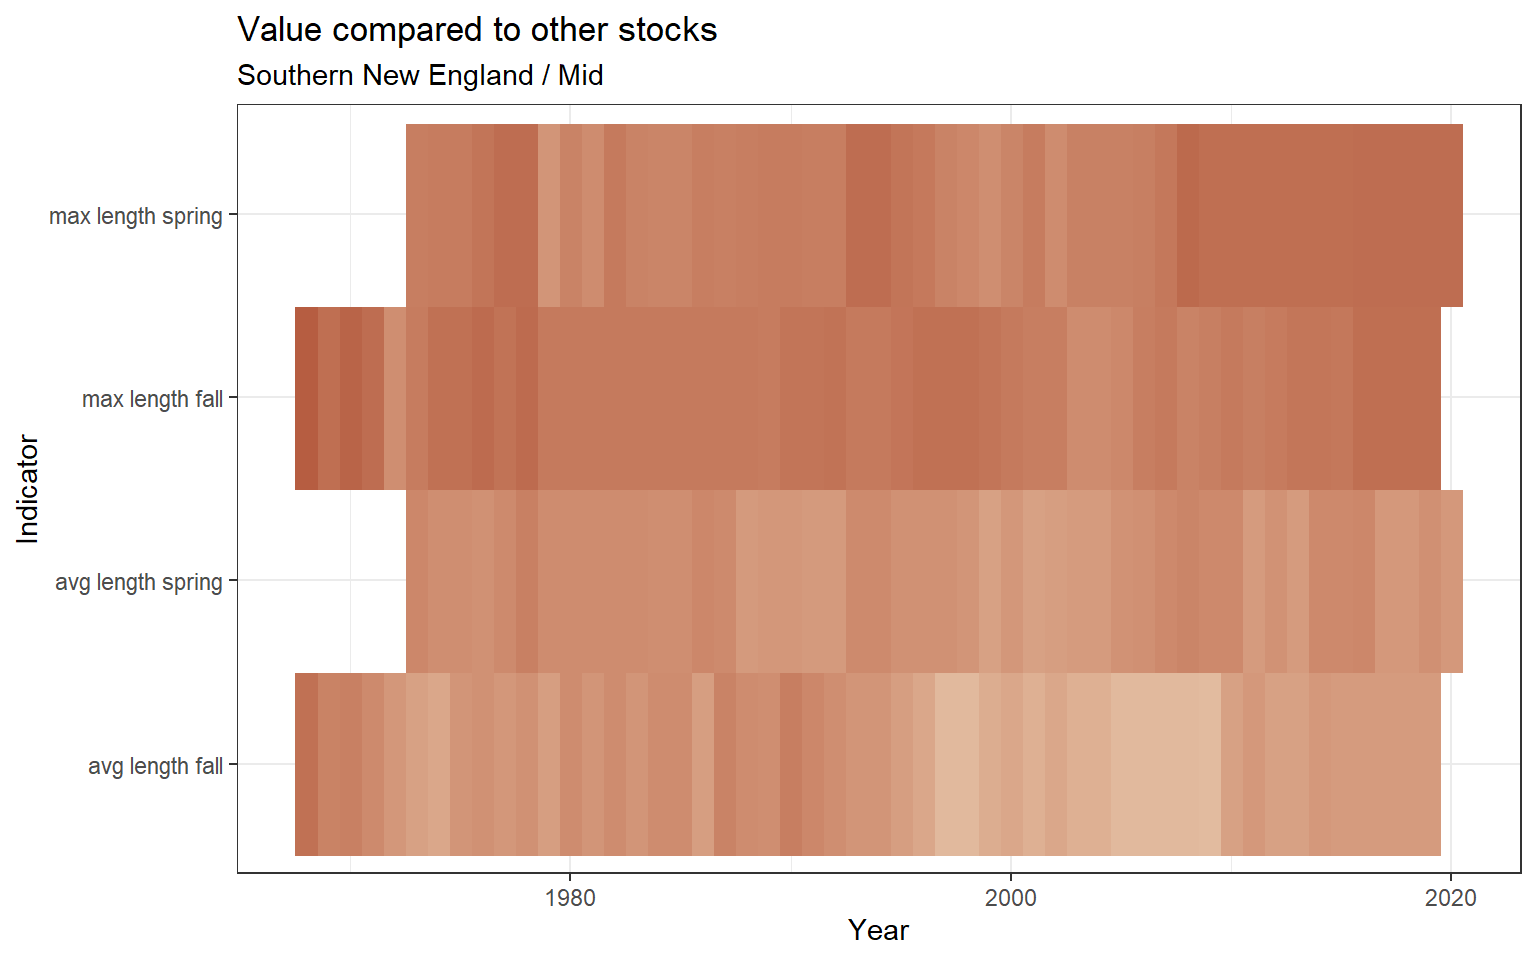 Value compared to other stocks
Southern New England / Mid
max length spring
max length fall
avg length spring
avg length fall
Indicator
1980
2000
2020
Year